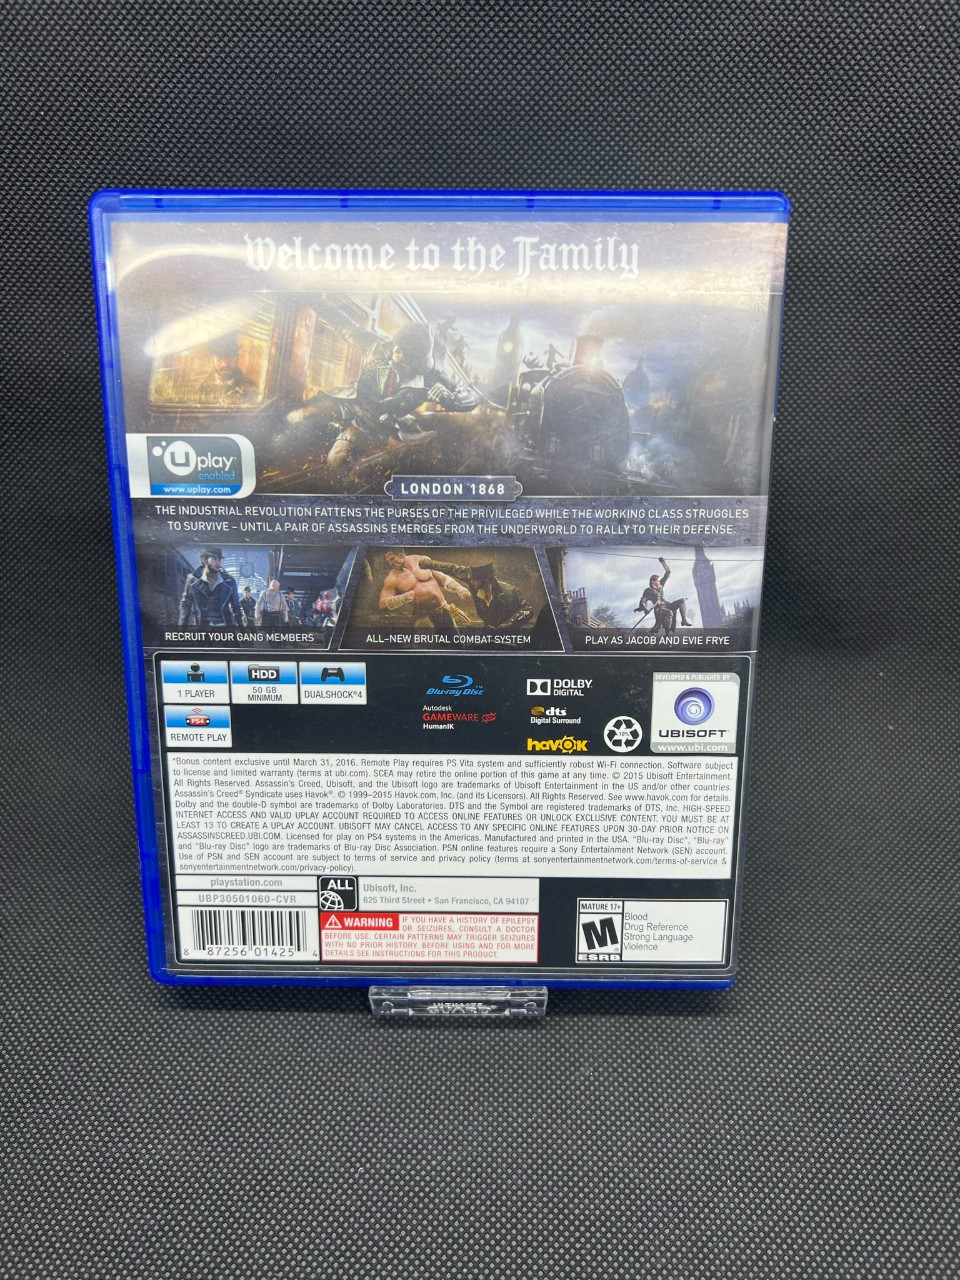 Welcome to the Family
uplay
enabled
www.uplay.com
LONDON 1868
THE INDUSTRIAL REVOLUTION FATTENS THE PURSES OF THE PRIVILEGED WHILE THE WORKING CLASS STRUGGLES
TO SURVIVE – UNTIL A PAIR OF ASSASSINS EMERGES FROM THE UNDERWORLD TO RALLY TO THEIR DEFENSE.
RECRUIT YOUR GANG MEMBERS
ALL-NEW BRUTAL COMBAT SYSTEM
PLAY AS JACOB AND EVIE FRYE
1 PLAYER
HDD
50 GB
MINIMUM
DUALSHOCK®4
PS4
REMOTE PLAY
Blu-ray Disc™
DOLBY
DIGITAL
Autodesk
GAMEWARE
HumanIK
dts
Digital Surround
havok
10%
DEVELOPED & PUBLISHED BY
UBISOFT
www.ubi.com
*Bonus content exclusive until March 31, 2016. Remote Play requires PS Vita system and sufficiently robust Wi-Fi connection. Software subject
to license and limited warranty (terms at ubi.com). SCEA may retire the online portion of this game at any time. © 2015 Ubisoft Entertainment.
All Rights Reserved. Assassin's Creed, Ubisoft, and the Ubisoft logo are trademarks of Ubisoft Entertainment in the US and/or other countries.
Assassin's Creed® Syndicate uses Havok®. © 1999–2015 Havok.com, Inc. (and its Licensors). All Rights Reserved. See www.havok.com for details.
Dolby and the double-D symbol are trademarks of Dolby Laboratories. DTS and the Symbol are registered trademarks of DTS, Inc. HIGH-SPEED
INTERNET ACCESS AND VALID UPLAY ACCOUNT REQUIRED TO ACCESS ONLINE FEATURES OR UNLOCK EXCLUSIVE CONTENT. YOU MUST BE AT
LEAST 13 TO CREATE A UPLAY ACCOUNT. UBISOFT MAY CANCEL ACCESS TO ANY SPECIFIC ONLINE FEATURES UPON 30-DAY PRIOR NOTICE ON
ASSASSINSCREED.UBI.COM. Licensed for play on PS4 systems in the Americas. Manufactured and printed in the USA. "Blu-ray Disc", "Blu-ray"
and "Blu-ray Disc" logo are trademarks of Blu-ray Disc Association. PSN online features require a Sony Entertainment Network (SEN) account.
Use of PSN and SEN account are subject to terms of service and privacy policy (terms at sonyentertainmentnetwork.com/terms-of-service &
sonyentertainmentnetwork.com/privacy-policy).
playstation.com
UBP30501060-CVR
8 87256 01425 4
ALL
Ubisoft, Inc.
625 Third Street • San Francisco, CA 94107
WARNING IF YOU HAVE A HISTORY OF EPILEPSY
OR SEIZURES, CONSULT A DOCTOR
BEFORE USE. CERTAIN PATTERNS MAY TRIGGER SEIZURES
WITH NO PRIOR HISTORY. BEFORE USING AND FOR MORE
DETAILS SEE INSTRUCTIONS FOR THIS PRODUCT.
MATURE 17+
M
ESRB
Blood
Drug Reference
Strong Language
Violence
ULTIMATE
GUARD